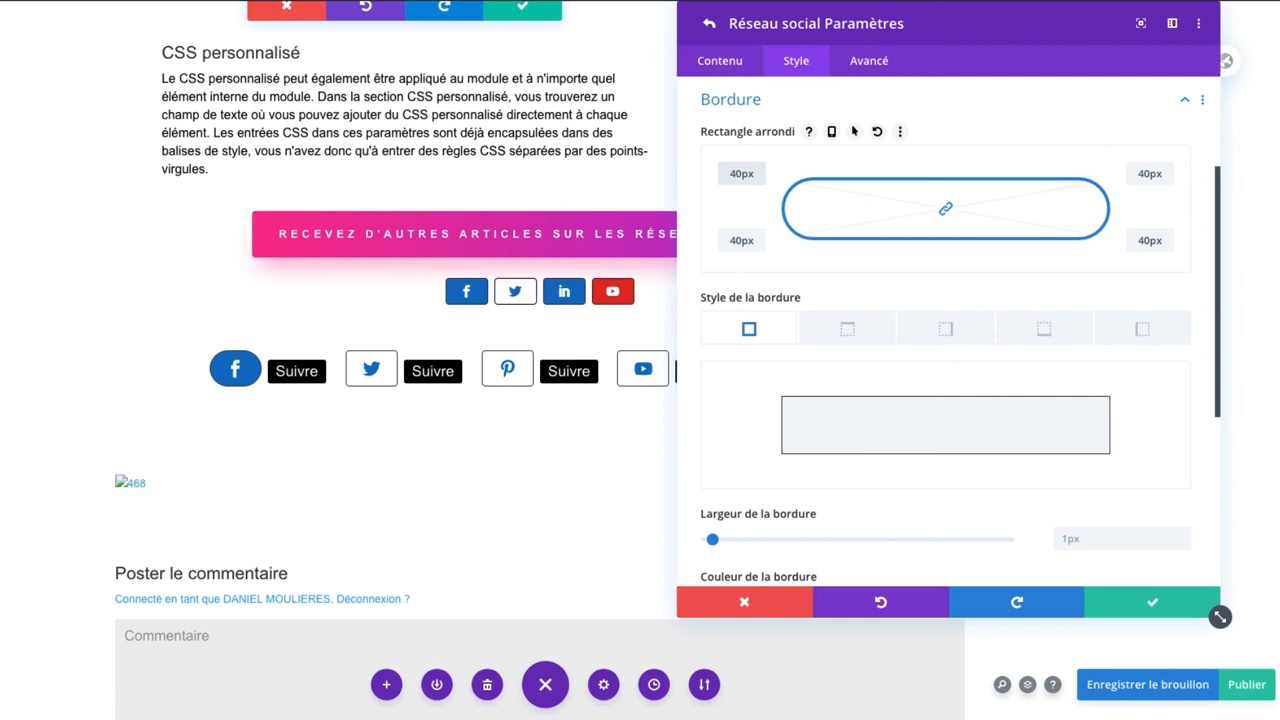 CSS personnalisé
Le CSS personnalisé peut également être appliqué au module et à n'importe quel
élément interne du module. Dans la section CSS personnalisé, vous trouverez un
champ de texte où vous pouvez ajouter du CSS personnalisé directement à chaque
élément. Les entrées CSS dans ces paramètres sont déjà encapsulées dans des
balises de style, vous n'avez donc qu'à entrer des règles CSS séparées par des points-
virgules.
RECEVEZ D'AUTRES ARTICLES SUR LES RÉSE
Suivre
Suivre
Suivre
468
Poster le commentaire
Connecté en tant que DANIEL MOULIERES. Déconnexion ?
Commentaire
Réseau social Paramètres
Contenu
Style
Avancé
Bordure
Rectangle arrondi
40px
40px
40px
40px
Style de la bordure
Largeur de la bordure
1px
Couleur de la bordure
Enregistrer le brouillon
Publier